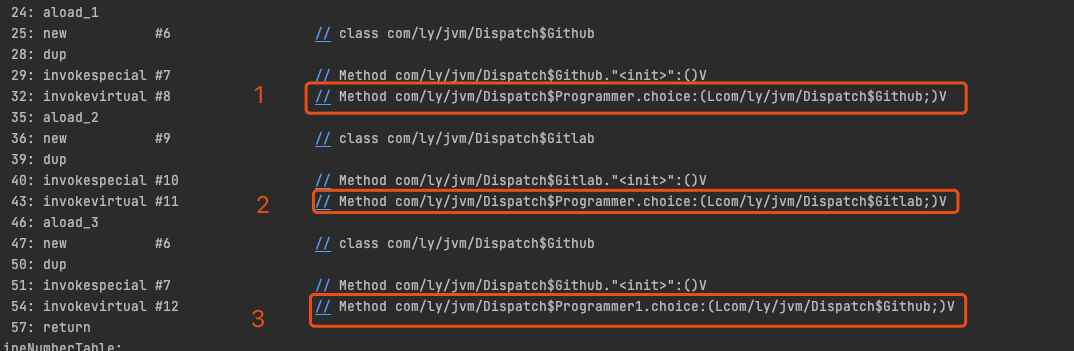 24: aload_1
25: new #6 // class com/ly/jvm/Dispatch$Github
28: dup
29: invokespecial #7 // Method com/ly/jvm/Dispatch$Github."<init>":()V
1
32: invokevirtual #8 // Method com/ly/jvm/Dispatch$Programmer.choice:(Lcom/ly/jvm/Dispatch$Github;)V
35: aload_2
36: new #9 // class com/ly/jvm/Dispatch$Gitlab
39: dup
40: invokespecial #10 // Method com/ly/jvm/Dispatch$Gitlab."<init>":()V
2
43: invokevirtual #11 // Method com/ly/jvm/Dispatch$Programmer.choice:(Lcom/ly/jvm/Dispatch$Gitlab;)V
46: aload_3
47: new #6 // class com/ly/jvm/Dispatch$Github
50: dup
51: invokespecial #7 // Method com/ly/jvm/Dispatch$Github."<init>":()V
3
54: invokevirtual #12 // Method com/ly/jvm/Dispatch$Programmer1.choice:(Lcom/ly/jvm/Dispatch$Github;)V
57: return
ineNumberTable: